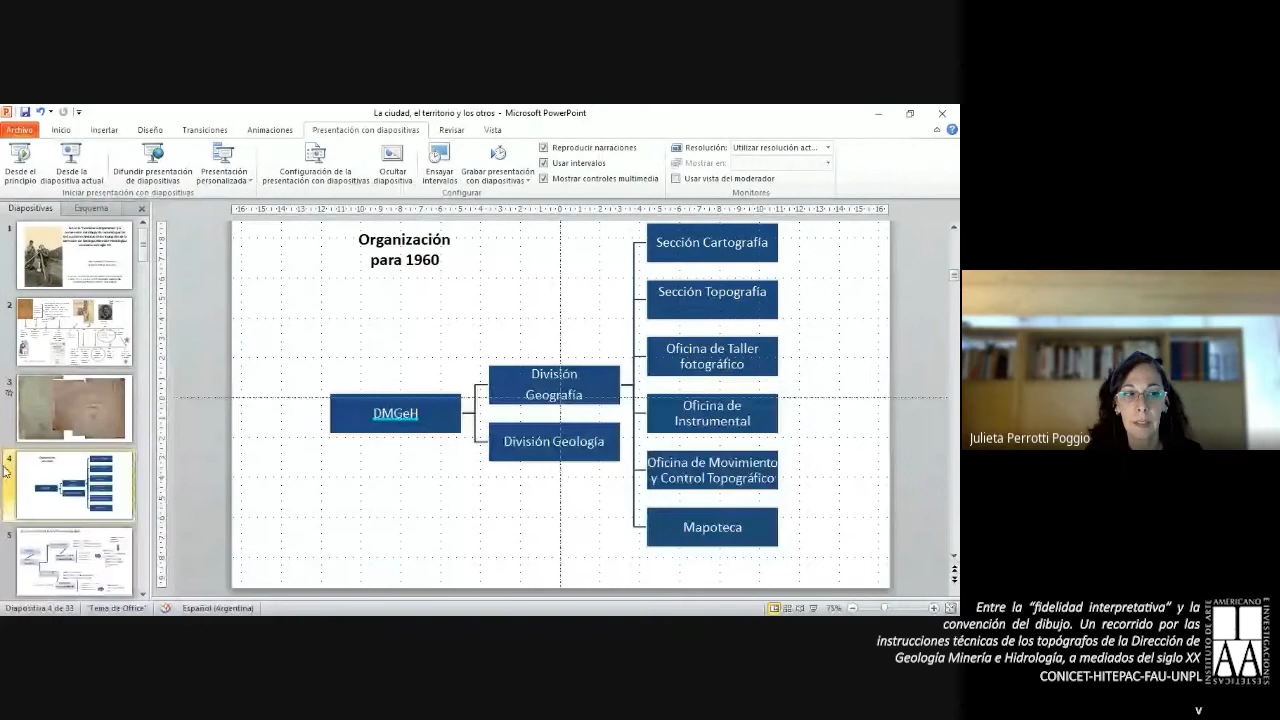 La ciudad, el territorio y los otros - Microsoft PowerPoint
Archivo
Inicio
Insertar
Diseño
Transiciones
Animaciones
Presentación con diapositivas
Revisar
Vista
Desde el
principio
Desde la
diapositiva actual
Difundir presentación
de diapositivas
Presentación
personalizada
Iniciar presentación con diapositivas
Configuración de la
presentación con diapositivas
Ocultar
diapositiva
Ensayar
intervalos
Grabar presentación
con diapositivas
Reproducir narraciones
Usar intervalos
Mostrar controles multimedia
Configurar
Resolución:
Utilizar resolución act...
Mostrar en:
Usar vista del moderador
Monitores
Diapositivas
Esquema
1
2
3
4
5
Organización
para 1960
DMGeH
División
Geografía
División Geología
Sección Cartografía
Sección Topografía
Oficina de Taller
fotográfico
Oficina de
Instrumental
Oficina de Movimiento
y Control Topográfico
Mapoteca
Diapositiva 4 de 33
"Tema de Office"
Español (Argentina)
75%
Julieta Perrotti Poggio
Entre la "fidelidad interpretativa" y la
convención del dibujo. Un recorrido por las
instrucciones técnicas de los topógrafos de la Dirección de
Geología Minería e Hidrología, a mediados del siglo XX
CONICET-HITEPAC-FAU-UNPL
INSTITUTO DE ARTE
AMERICANO
E INVESTIGACIONES
ESTETICAS
IAA
v